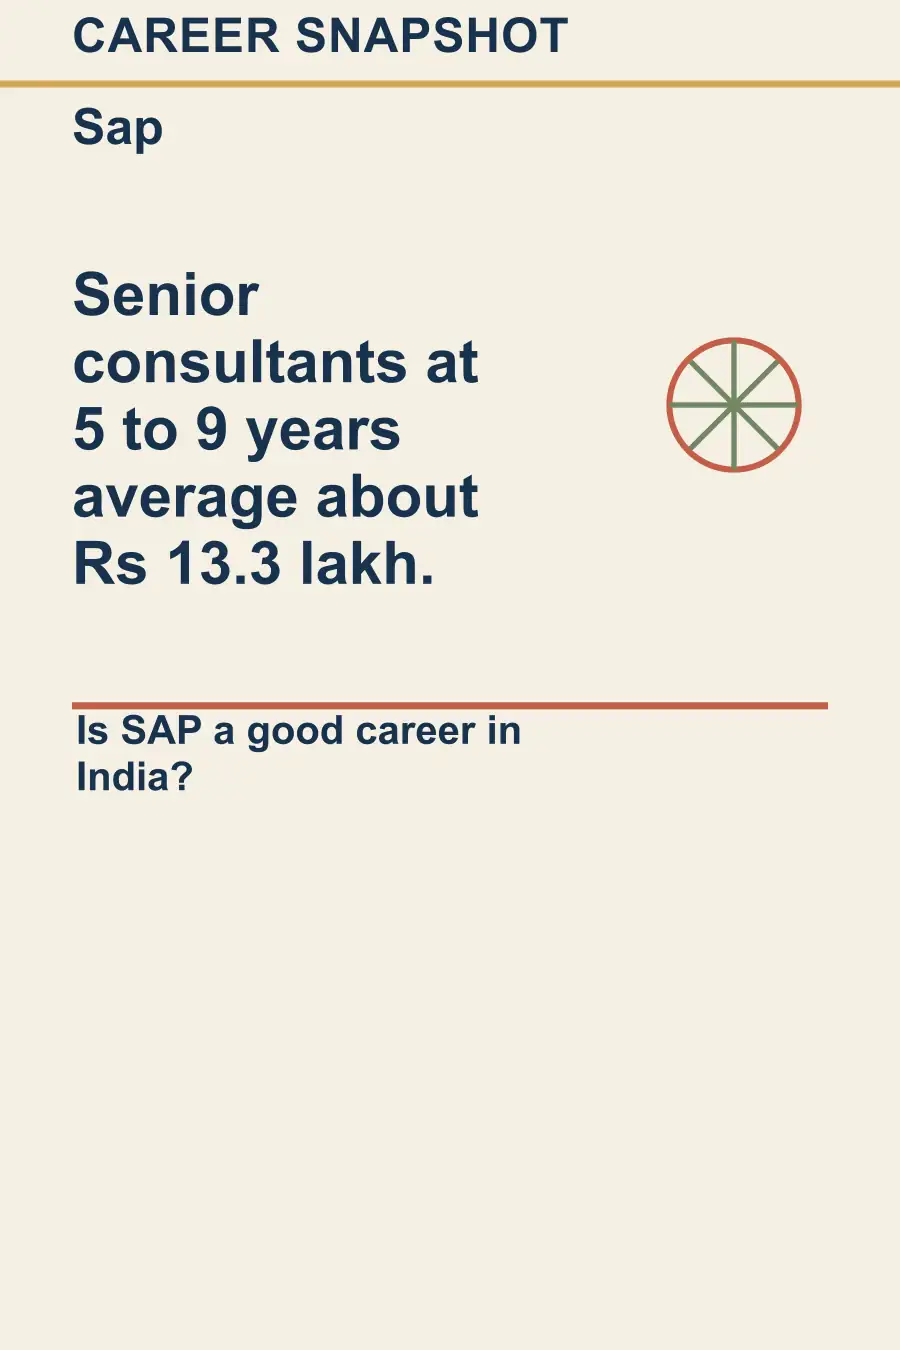 CAREER SNAPSHOT
Sap
Senior
consultants at
5 to 9 years
average about
Rs 13.3 lakh.
Is SAP a good career in
India?